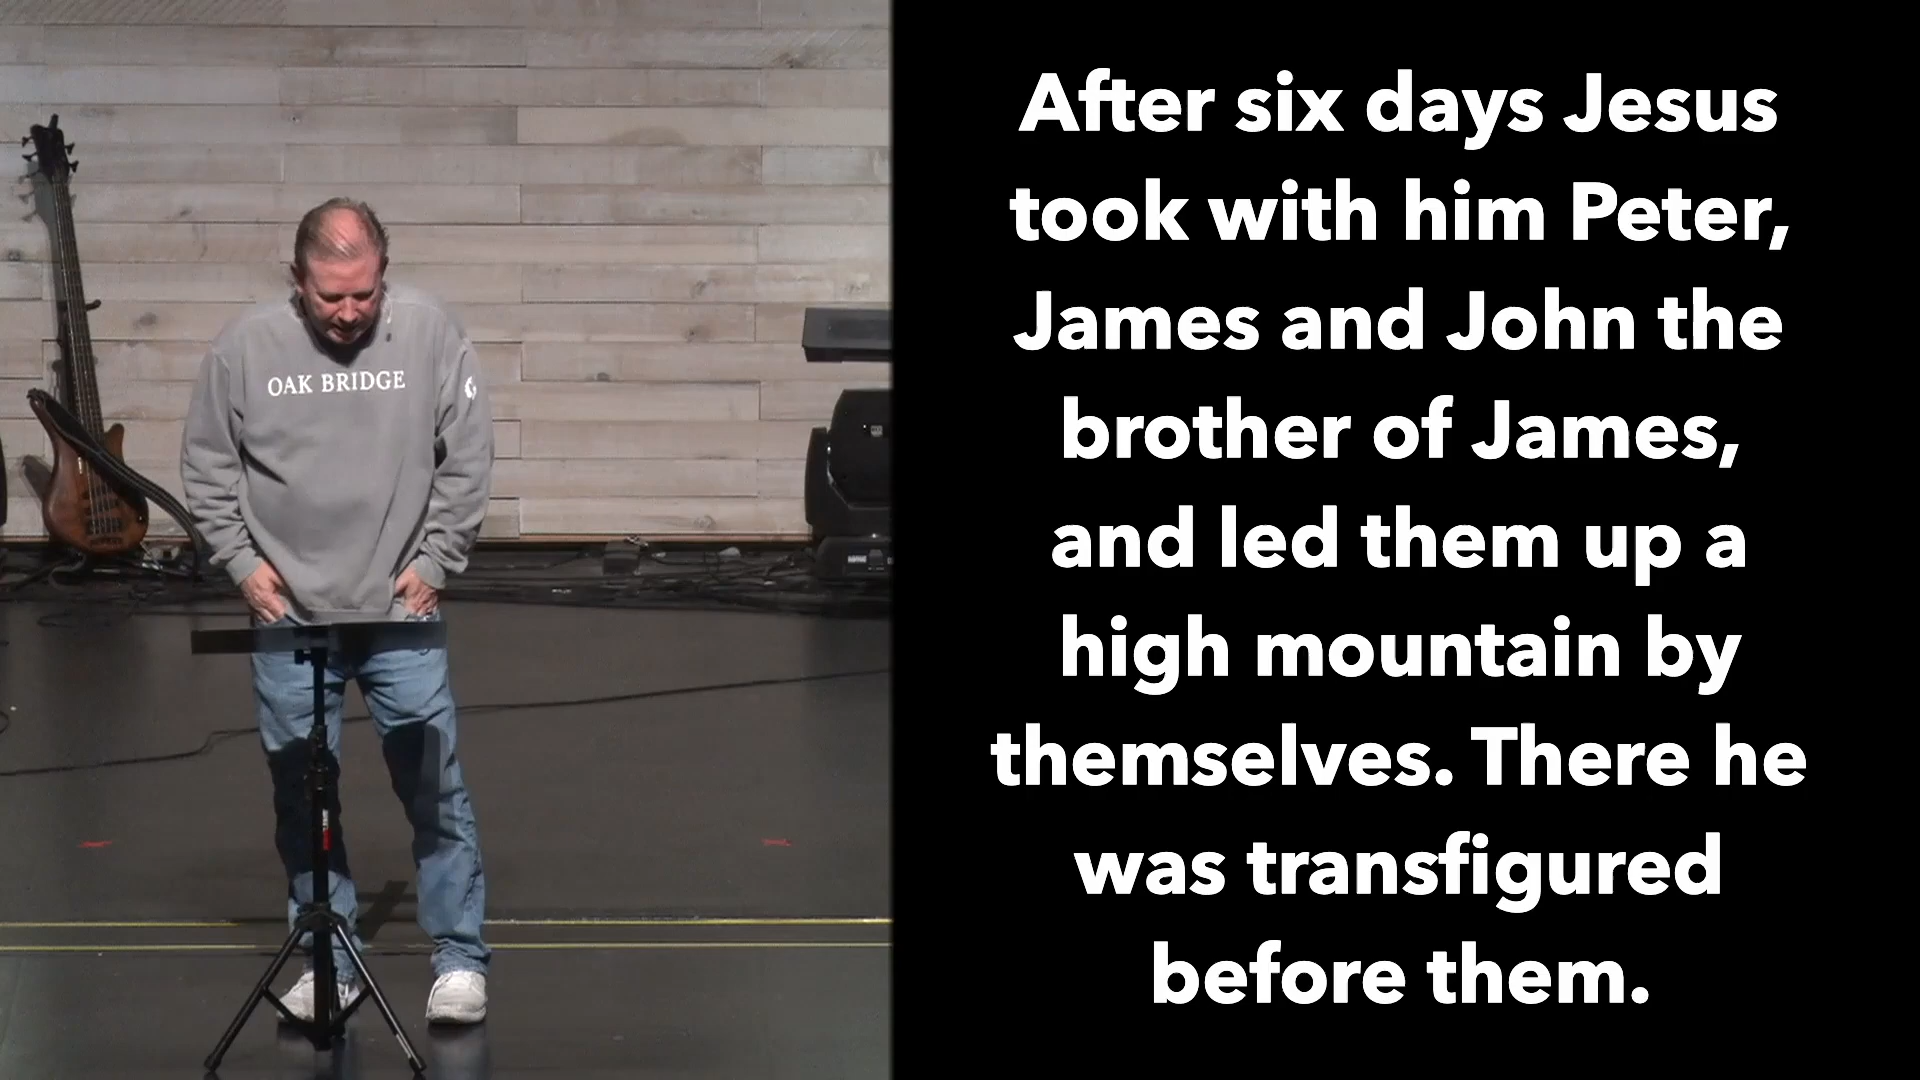 OAK BRIDGE
After six days Jesus
took with him Peter,
James and John the
brother of James,
and led them up a
high mountain by
themselves. There he
was transfigured
before them.